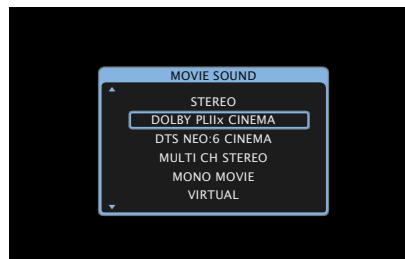 MOVIE SOUND
STEREO
DOLBY PLIIx CINEMA
DTS NEO:6 CINEMA
MULTI CH STEREO
MONO MOVIE
VIRTUAL